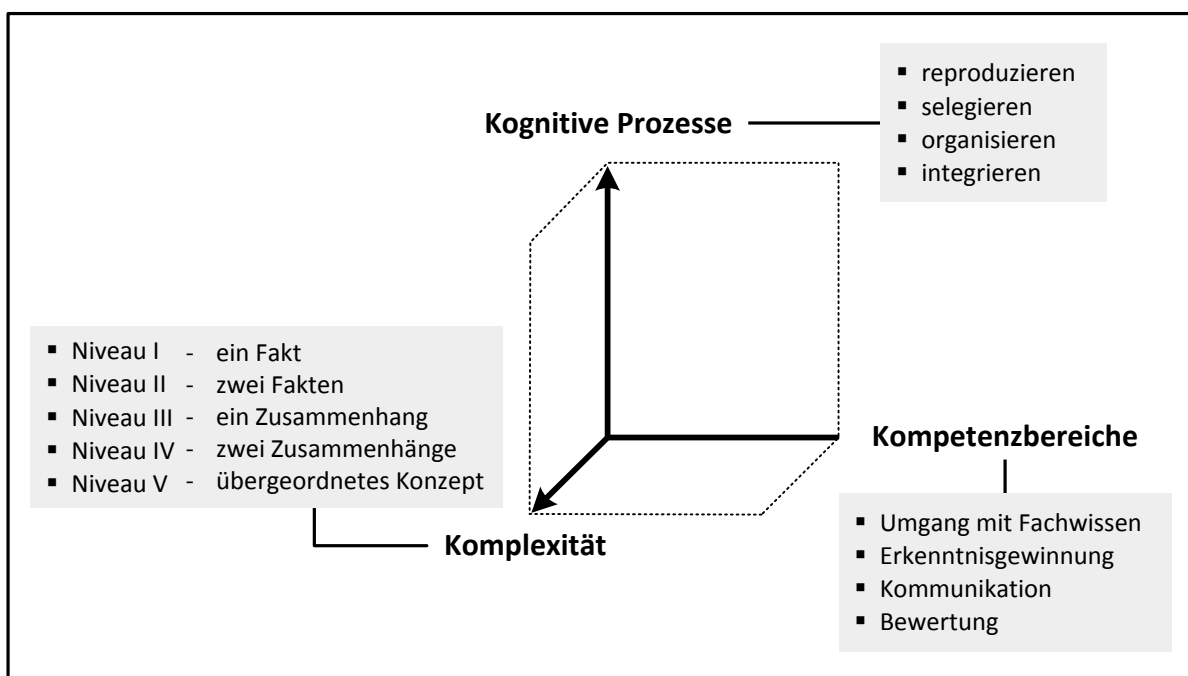 Kognitive Prozesse
▪ reproduzieren
▪ selegieren
▪ organisieren
▪ integrieren
▪ Niveau I - ein Fakt
▪ Niveau II - zwei Fakten
▪ Niveau III - ein Zusammenhang
▪ Niveau IV - zwei Zusammenhänge
▪ Niveau V - übergeordnetes Konzept
Komplexität
Kompetenzbereiche
▪ Umgang mit Fachwissen
▪ Erkenntnisgewinnung
▪ Kommunikation
▪ Bewertung